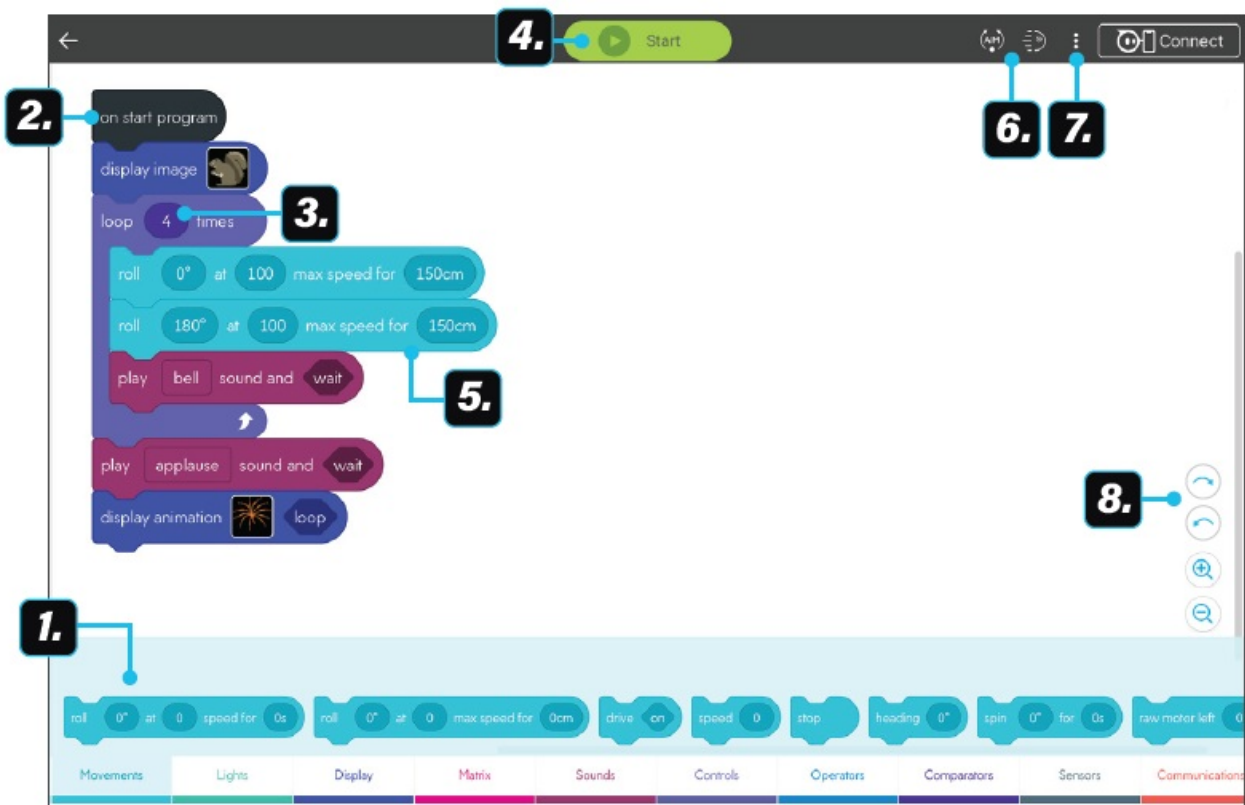 4.
Start
AIM
Connect
2.
on start program
6.
7.
display image
loop 4 times
3.
roll 0° at 100 max speed for 150cm
roll 180° at 100 max speed for 150cm
play bell sound and wait
5.
play applause sound and wait
8.
display animation loop
1.
roll 0° at 0 speed for 0s
roll 0° at 0 max speed for 0cm
drive on
speed 0
stop
heading 0°
spin 0° for 0s
raw motor left 0
Movements
Lights
Display
Matrix
Sounds
Controls
Operators
Comparators
Sensors
Communications